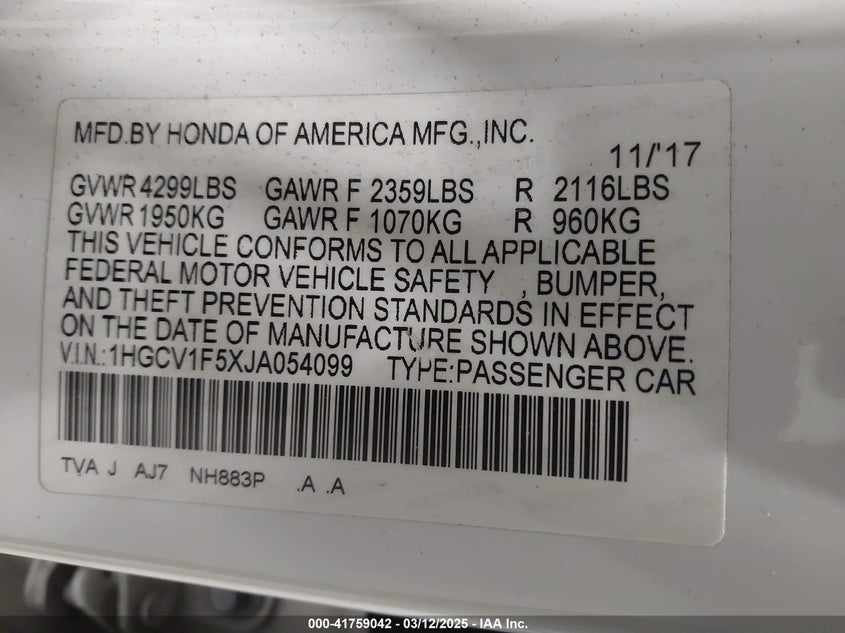 MFD.BY HONDA OF AMERICA MFG.,INC.
11/'17
GVWR 4299LBS GAWR F 2359LBS R 2116LBS
GVWR 1950KG GAWR F 1070KG R 960KG
THIS VEHICLE CONFORMS TO ALL APPLICABLE
FEDERAL MOTOR VEHICLE SAFETY , BUMPER,
AND THEFT PREVENTION STANDARDS IN EFFECT
ON THE DATE OF MANUFACTURE SHOWN ABOVE.
V.I.N.:1HGCV1F5XJA054099 TYPE:PASSENGER CAR
TVA J AJ7 NH883P .A .A
000-41759042 - 03/12/2025 - IAA Inc.